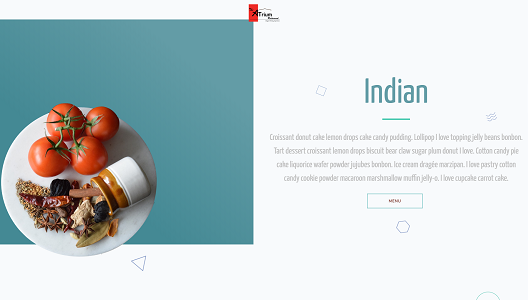 ATrium
Indian
Croissant donut cake lemon drops cake candy pudding. Lollipop I love topping jelly beans bonbon.
Tart dessert croissant lemon drops biscuit bear claw sugar plum donut I love. Cotton candy pie
cake liquorice wafer powder jujubes bonbon. Ice cream dragée marzipan. I love pastry cotton
candy cookie powder macaroon marshmallow muffin jelly-o. I love cupcake carrot cake.
MENU